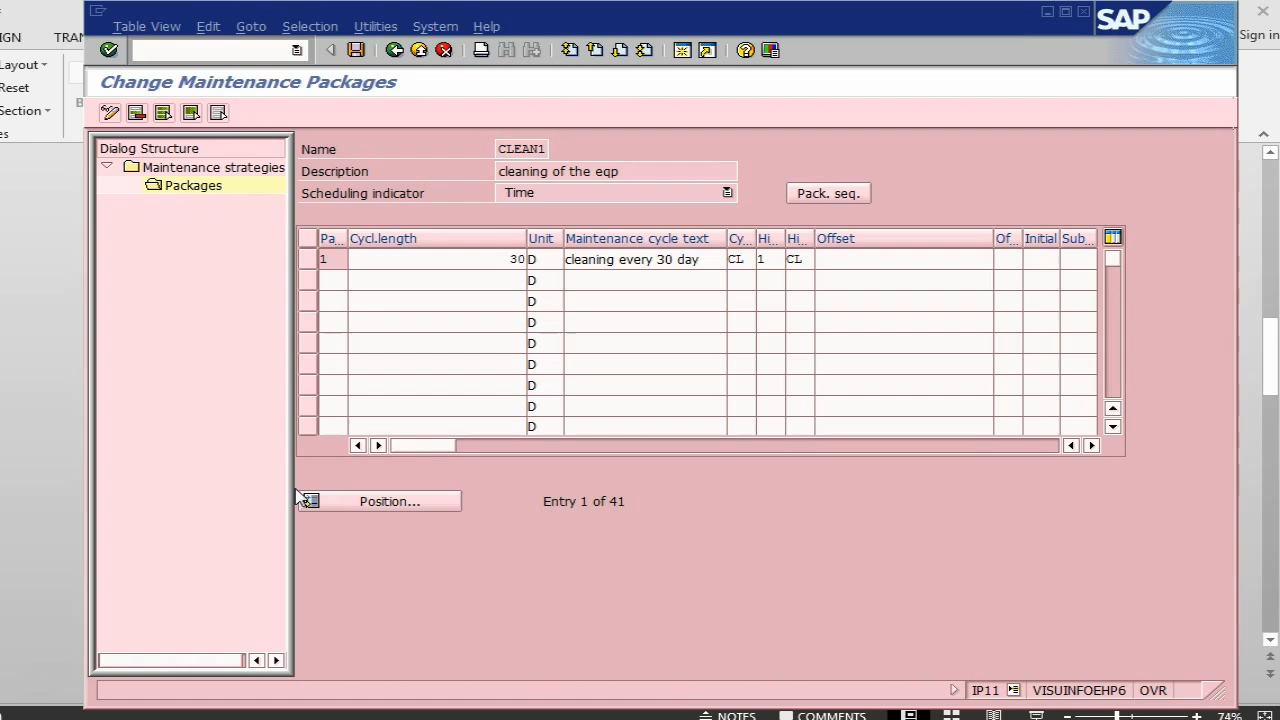 Table View Edit Goto Selection Utilities System Help
SAP
Sign in
IGN TRAN
Layout
Change Maintenance Packages
Reset
Section
B
es
Dialog Structure
Maintenance strategies
Packages
Name CLEAN1
Description cleaning of the eqp
Scheduling indicator Time Pack. seq.
Pa... Cycl.length Unit Maintenance cycle text Cy... Hi... Hi... Offset Of... Initial Sub...
1 30 D cleaning every 30 day CL 1 CL
D
D
D
D
D
D
D
D
Position... Entry 1 of 41
IP11 VISUINFOEHP6 OVR
NOTES COMMENTS 74%